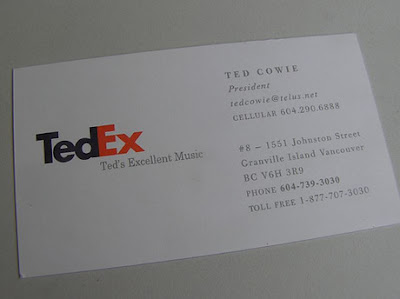 TedEx
Ted's Excellent Music
TED COWIE
President
tedcowie@telus.net
CELLULAR 604.290.6888
#8 – 1551 Johnston Street
Granville Island Vancouver
BC V6H 3R9
PHONE 604-739-3030
TOLL FREE 1-877-707-3030